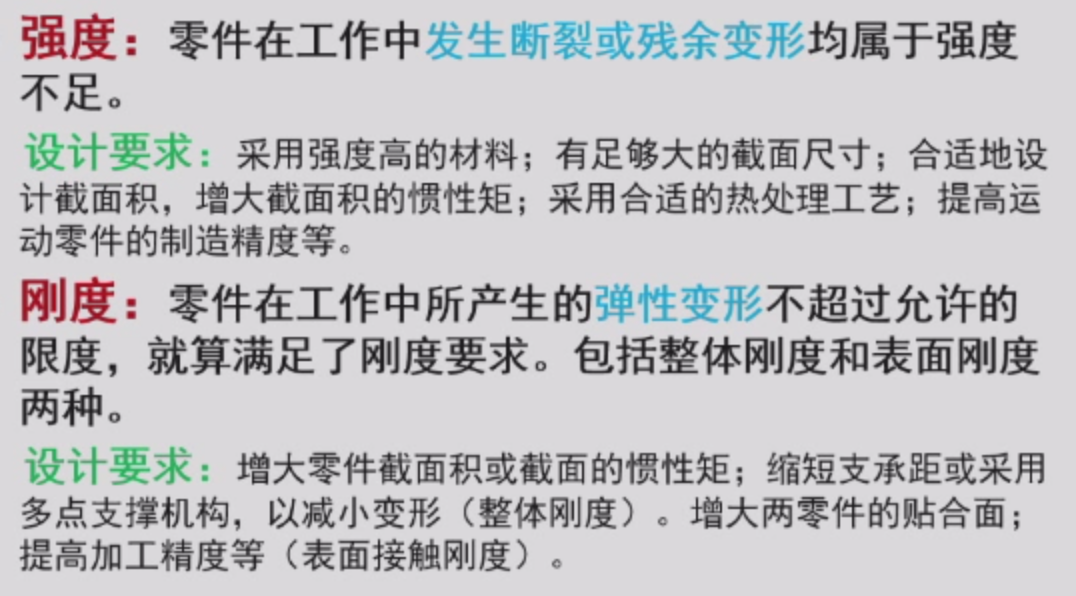 强度：零件在工作中发生断裂或残余变形均属于强度
不足。
设计要求：采用强度高的材料；有足够大的截面尺寸；合适地设
计截面积，增大截面积的惯性矩；采用合适的热处理工艺；提高运
动零件的制造精度等。
刚度：零件在工作中所产生的弹性变形不超过允许的
限度，就算满足了刚度要求。包括整体刚度和表面刚度
两种。
设计要求：增大零件截面积或截面的惯性矩；缩短支承距或采用
多点支撑机构，以减小变形（整体刚度）。增大两零件的贴合面；
提高加工精度等（表面接触刚度）。